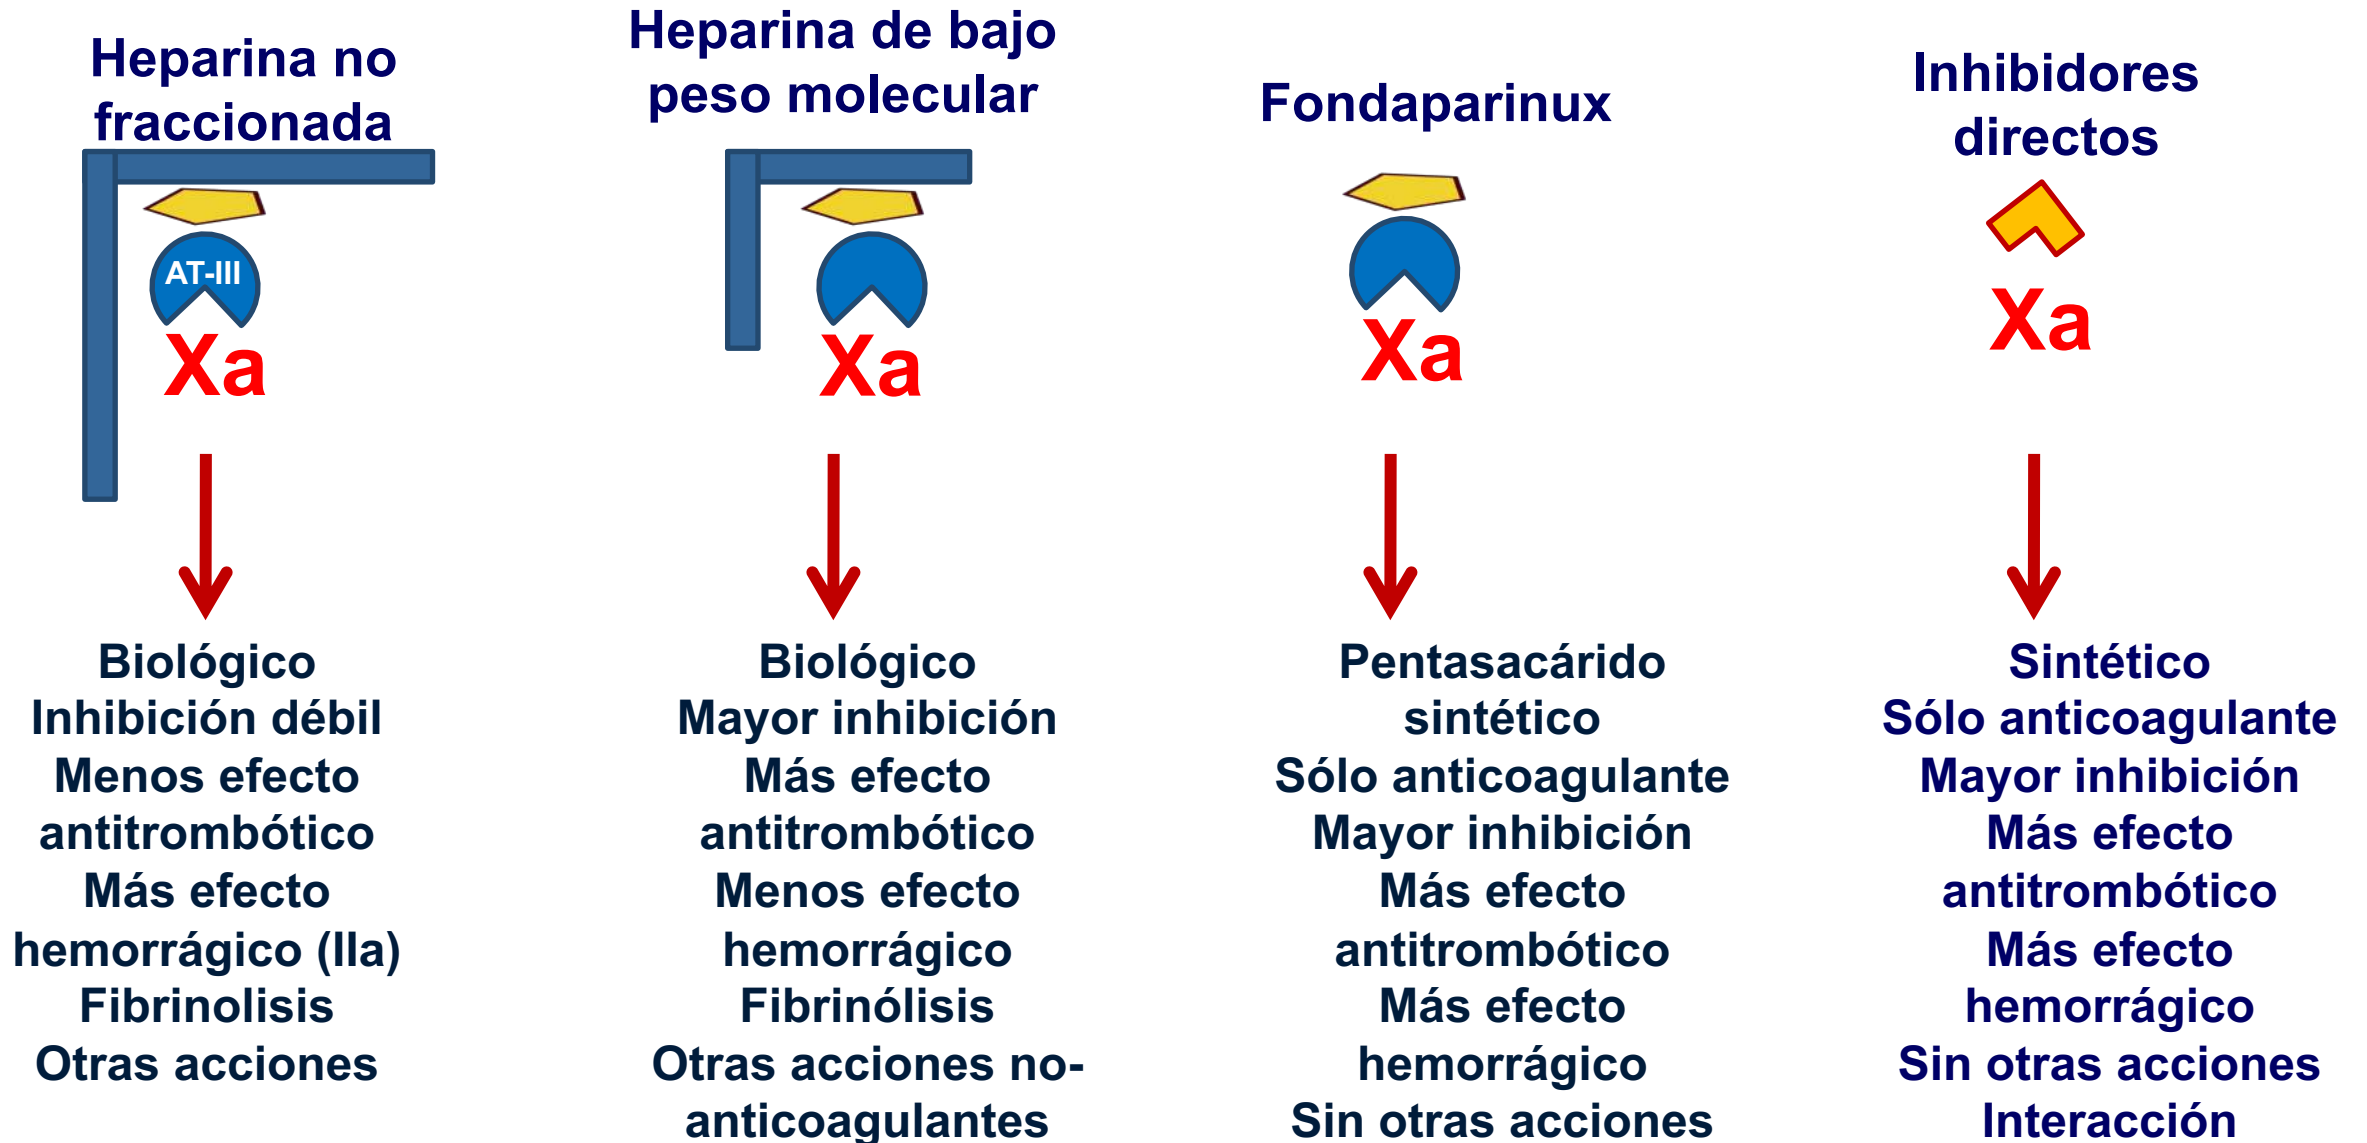 Heparina no
fraccionada
AT-III
Xa
Biológico
Inhibición débil
Menos efecto
antitrombótico
Más efecto
hemorrágico (IIa)
Fibrinolisis
Otras acciones
Heparina de bajo
peso molecular
Xa
Biológico
Mayor inhibición
Más efecto
antitrombótico
Menos efecto
hemorrágico
Fibrinólisis
Otras acciones no-
anticoagulantes
Fondaparinux
Xa
Pentasacárido
sintético
Sólo anticoagulante
Mayor inhibición
Más efecto
antitrombótico
Más efecto
hemorrágico
Sin otras acciones
Inhibidores
directos
Xa
Sintético
Sólo anticoagulante
Mayor inhibición
Más efecto
antitrombótico
Más efecto
hemorrágico
Sin otras acciones
Interacción